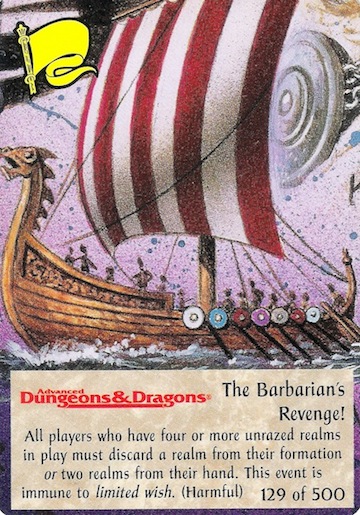 The Barbarian's
Revenge!
Advanced
Dungeons & Dragons®
All players who have four or more unrazed realms
in play must discard a realm from their formation
or two realms from their hand. This event is
immune to limited wish. (Harmful) 129 of 500